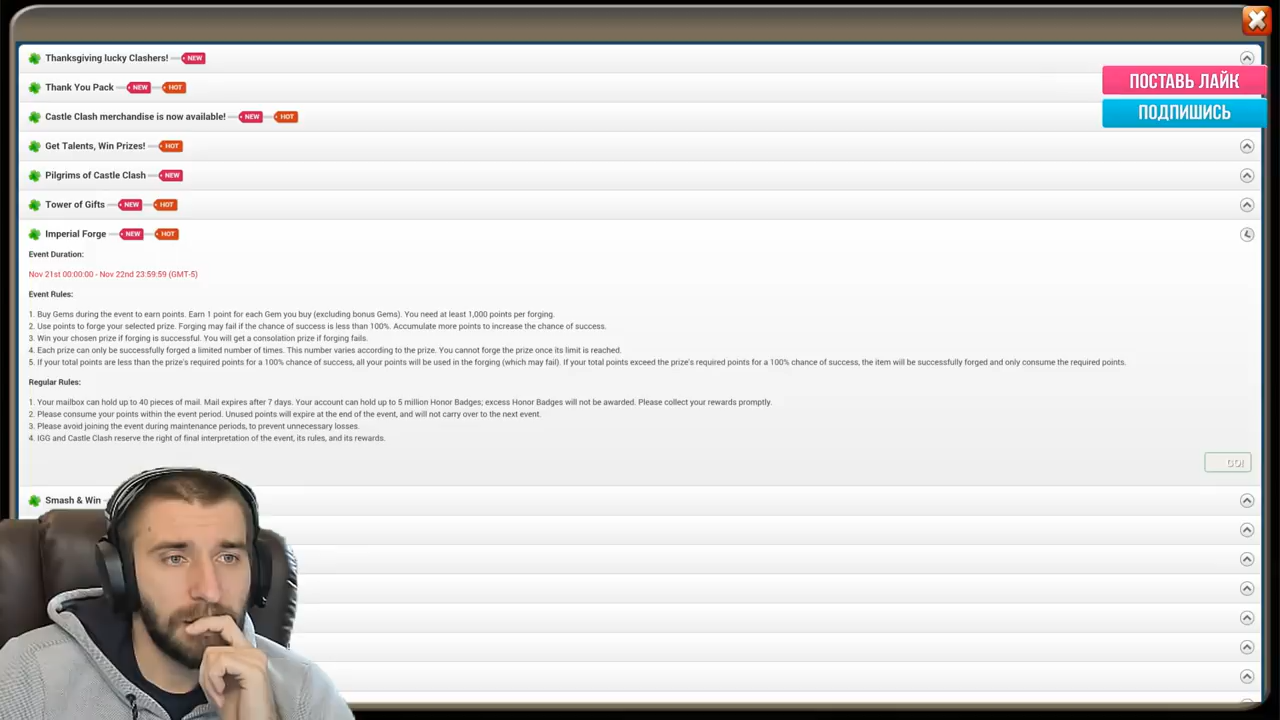 Thanksgiving lucky Clashers! NEW
Thank You Pack NEW HOT
ПОСТАВЬ ЛАЙК
Castle Clash merchandise is now available! NEW HOT
ПОДПИШИСЬ
Get Talents, Win Prizes! HOT
Pilgrims of Castle Clash NEW
Tower of Gifts NEW HOT
Imperial Forge NEW HOT
Event Duration:
Nov 21st 00:00:00 - Nov 22nd 23:59:59 (GMT-5)
Event Rules:
1. Buy Gems during the event to earn points. Earn 1 point for each Gem you buy (excluding bonus Gems). You need at least 1,000 points per forging.
2. Use points to forge your selected prize. Forging may fail if the chance of success is less than 100%. Accumulate more points to increase the chance of success.
3. Win your chosen prize if forging is successful. You will get a consolation prize if forging fails.
4. Each prize can only be successfully forged a limited number of times. This number varies according to the prize. You cannot forge the prize once its limit is reached.
5. If your total points are less than the prize's required points for a 100% chance of success, all your points will be used in the forging (which may fail). If your total points exceed the prize's required points for a 100% chance of success, the item will be successfully forged and only consume the required points.
Regular Rules:
1. Your mailbox can hold up to 40 pieces of mail. Mail expires after 7 days. Your account can hold up to 5 million Honor Badges; excess Honor Badges will not be awarded. Please collect your rewards promptly.
2. Please consume your points within the event period. Unused points will expire at the end of the event, and will not carry over to the next event.
3. Please avoid joining the event during maintenance periods, to prevent unnecessary losses.
4. IGG and Castle Clash reserve the right of final interpretation of the event, its rules, and its rewards.
GO!
Smash & Win